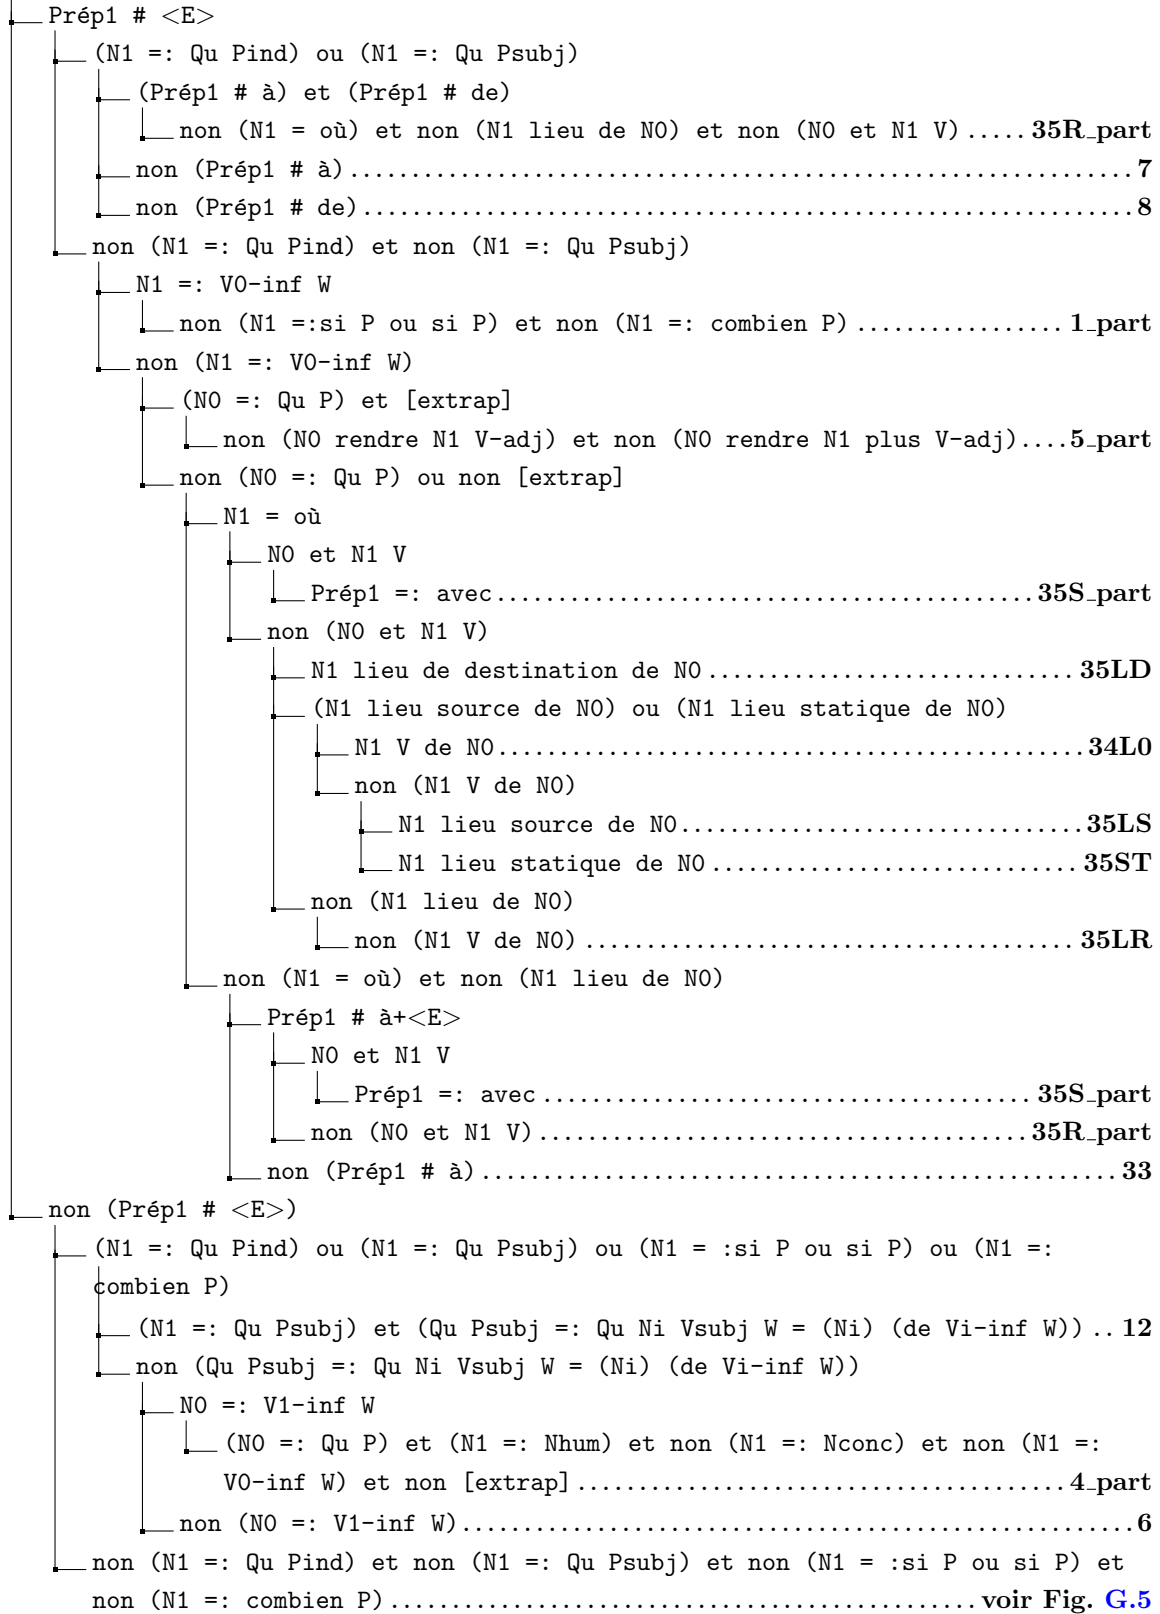 Prép1 # <E>
(N1 =: Qu Pind) ou (N1 =: Qu Psubj)
(Prép1 # à) et (Prép1 # de)
non (N1 = où) et non (N1 lieu de N0) et non (N0 et N1 V) ..... 35R_part
non (Prép1 # à) ................................................................ 7
non (Prép1 # de) ............................................................... 8
non (N1 =: Qu Pind) et non (N1 =: Qu Psubj)
N1 =: V0-inf W
non (N1 =:si P ou si P) et non (N1 =: combien P) ................. 1_part
non (N1 =: V0-inf W)
(N0 =: Qu P) et [extrap]
non (N0 rendre N1 V-adj) et non (N0 rendre N1 plus V-adj)....5_part
non (N0 =: Qu P) ou non [extrap]
N1 = où
N0 et N1 V
Prép1 =: avec ............................................ 35S_part
non (N0 et N1 V)
N1 lieu de destination de N0 .............................. 35LD
(N1 lieu source de N0) ou (N1 lieu statique de N0)
N1 V de N0 ................................................ 34L0
non (N1 V de N0)
N1 lieu source de N0 ................................. 35LS
N1 lieu statique de N0 .............................. 35ST
non (N1 lieu de N0)
non (N1 V de N0) ........................................ 35LR
non (N1 = où) et non (N1 lieu de N0)
Prép1 # à+<E>
N0 et N1 V
Prép1 =: avec ........................................ 35S_part
non (N0 et N1 V) ........................................ 35R_part
non (Prép1 # à) .................................................... 33
non (Prép1 # <E>)
(N1 =: Qu Pind) ou (N1 =: Qu Psubj) ou (N1 = :si P ou si P) ou (N1 =:
combien P)
(N1 =: Qu Psubj) et (Qu Psubj =: Qu Ni Vsubj W = (Ni) (de Vi-inf W)) .. 12
non (Qu Psubj =: Qu Ni Vsubj W = (Ni) (de Vi-inf W))
N0 =: V1-inf W
(N0 =: Qu P) et (N1 =: Nhum) et non (N1 =: Nconc) et non (N1 =:
V0-inf W) et non [extrap] ........................................ 4_part
non (N0 =: V1-inf W) ....................................................... 6
non (N1 =: Qu Pind) et non (N1 =: Qu Psubj) et non (N1 = :si P ou si P) et
non (N1 =: combien P) ................................................ voir Fig. G.5